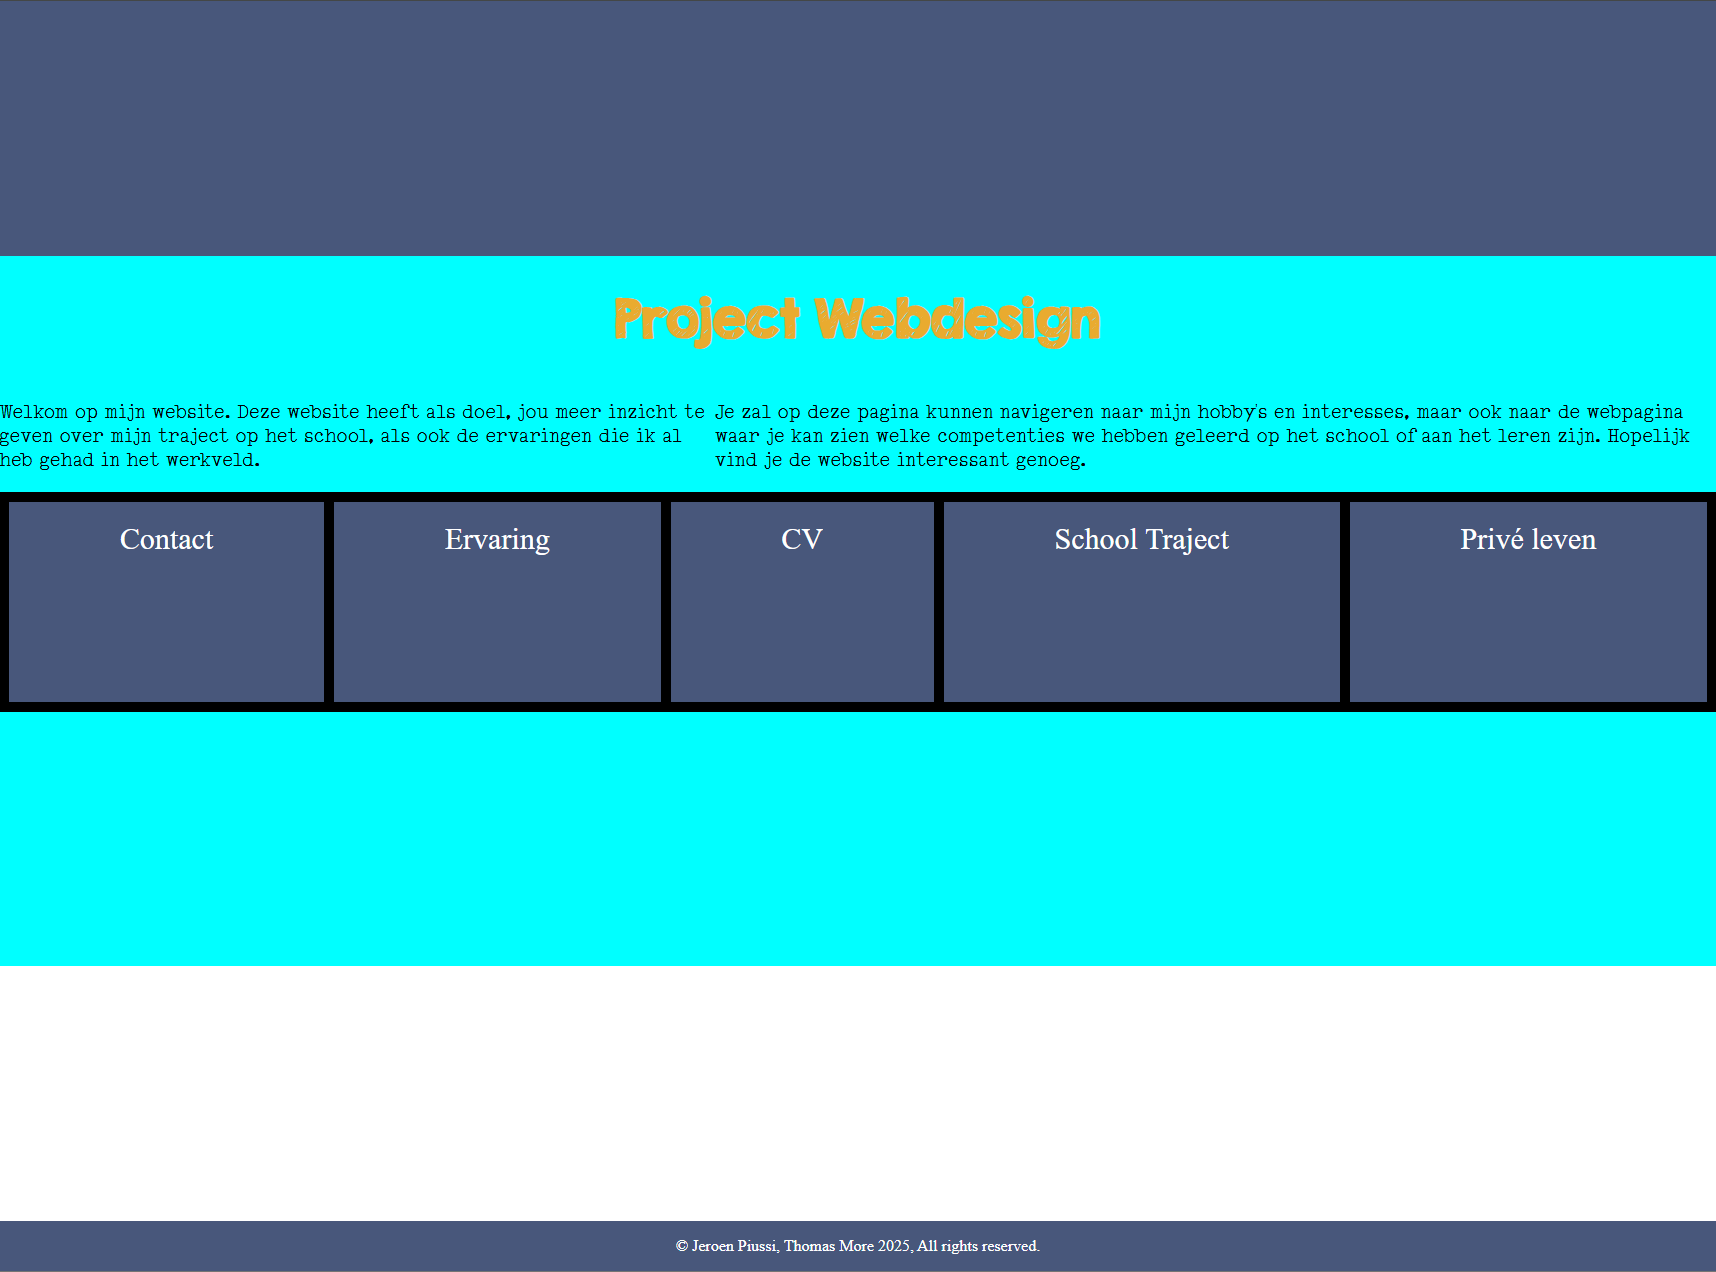 Project Webdesign
Welkom op mijn website. Deze website heeft als doel, jou meer inzicht te
geven over mijn traject op het school, als ook de ervaringen die ik al
heb gehad in het werkveld.
Je zal op deze pagina kunnen navigeren naar mijn hobby's en interesses, maar ook naar de webpagina
waar je kan zien welke competenties we hebben geleerd op het school of aan het leren zijn. Hopelijk
vind je de website interessant genoeg.
Contact
Ervaring
CV
School Traject
Privé leven
© Jeroen Piussi, Thomas More 2025, All rights reserved.